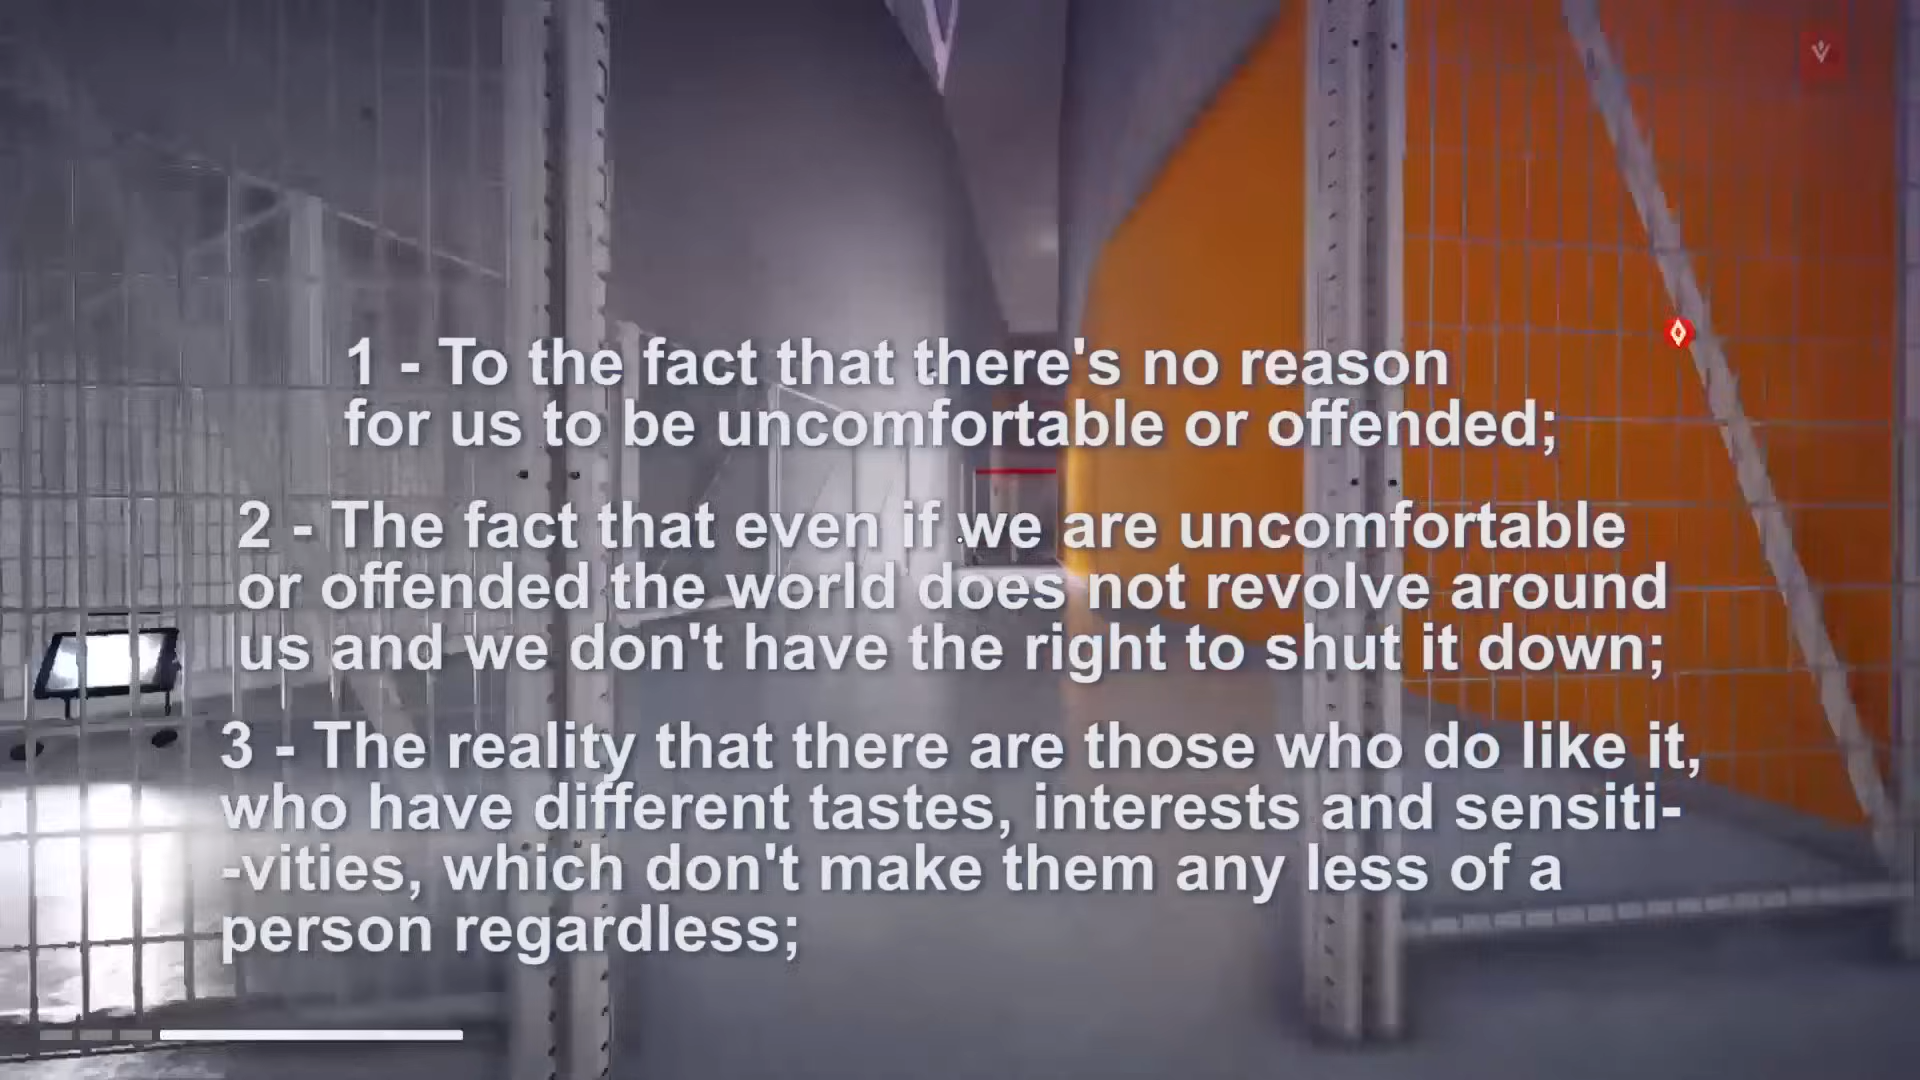 1 - To the fact that there's no reason
for us to be uncomfortable or offended;
2 - The fact that even if we are uncomfortable
or offended the world does not revolve around
us and we don't have the right to shut it down;
3 - The reality that there are those who do like it,
who have different tastes, interests and sensiti-
-vities, which don't make them any less of a
person regardless;